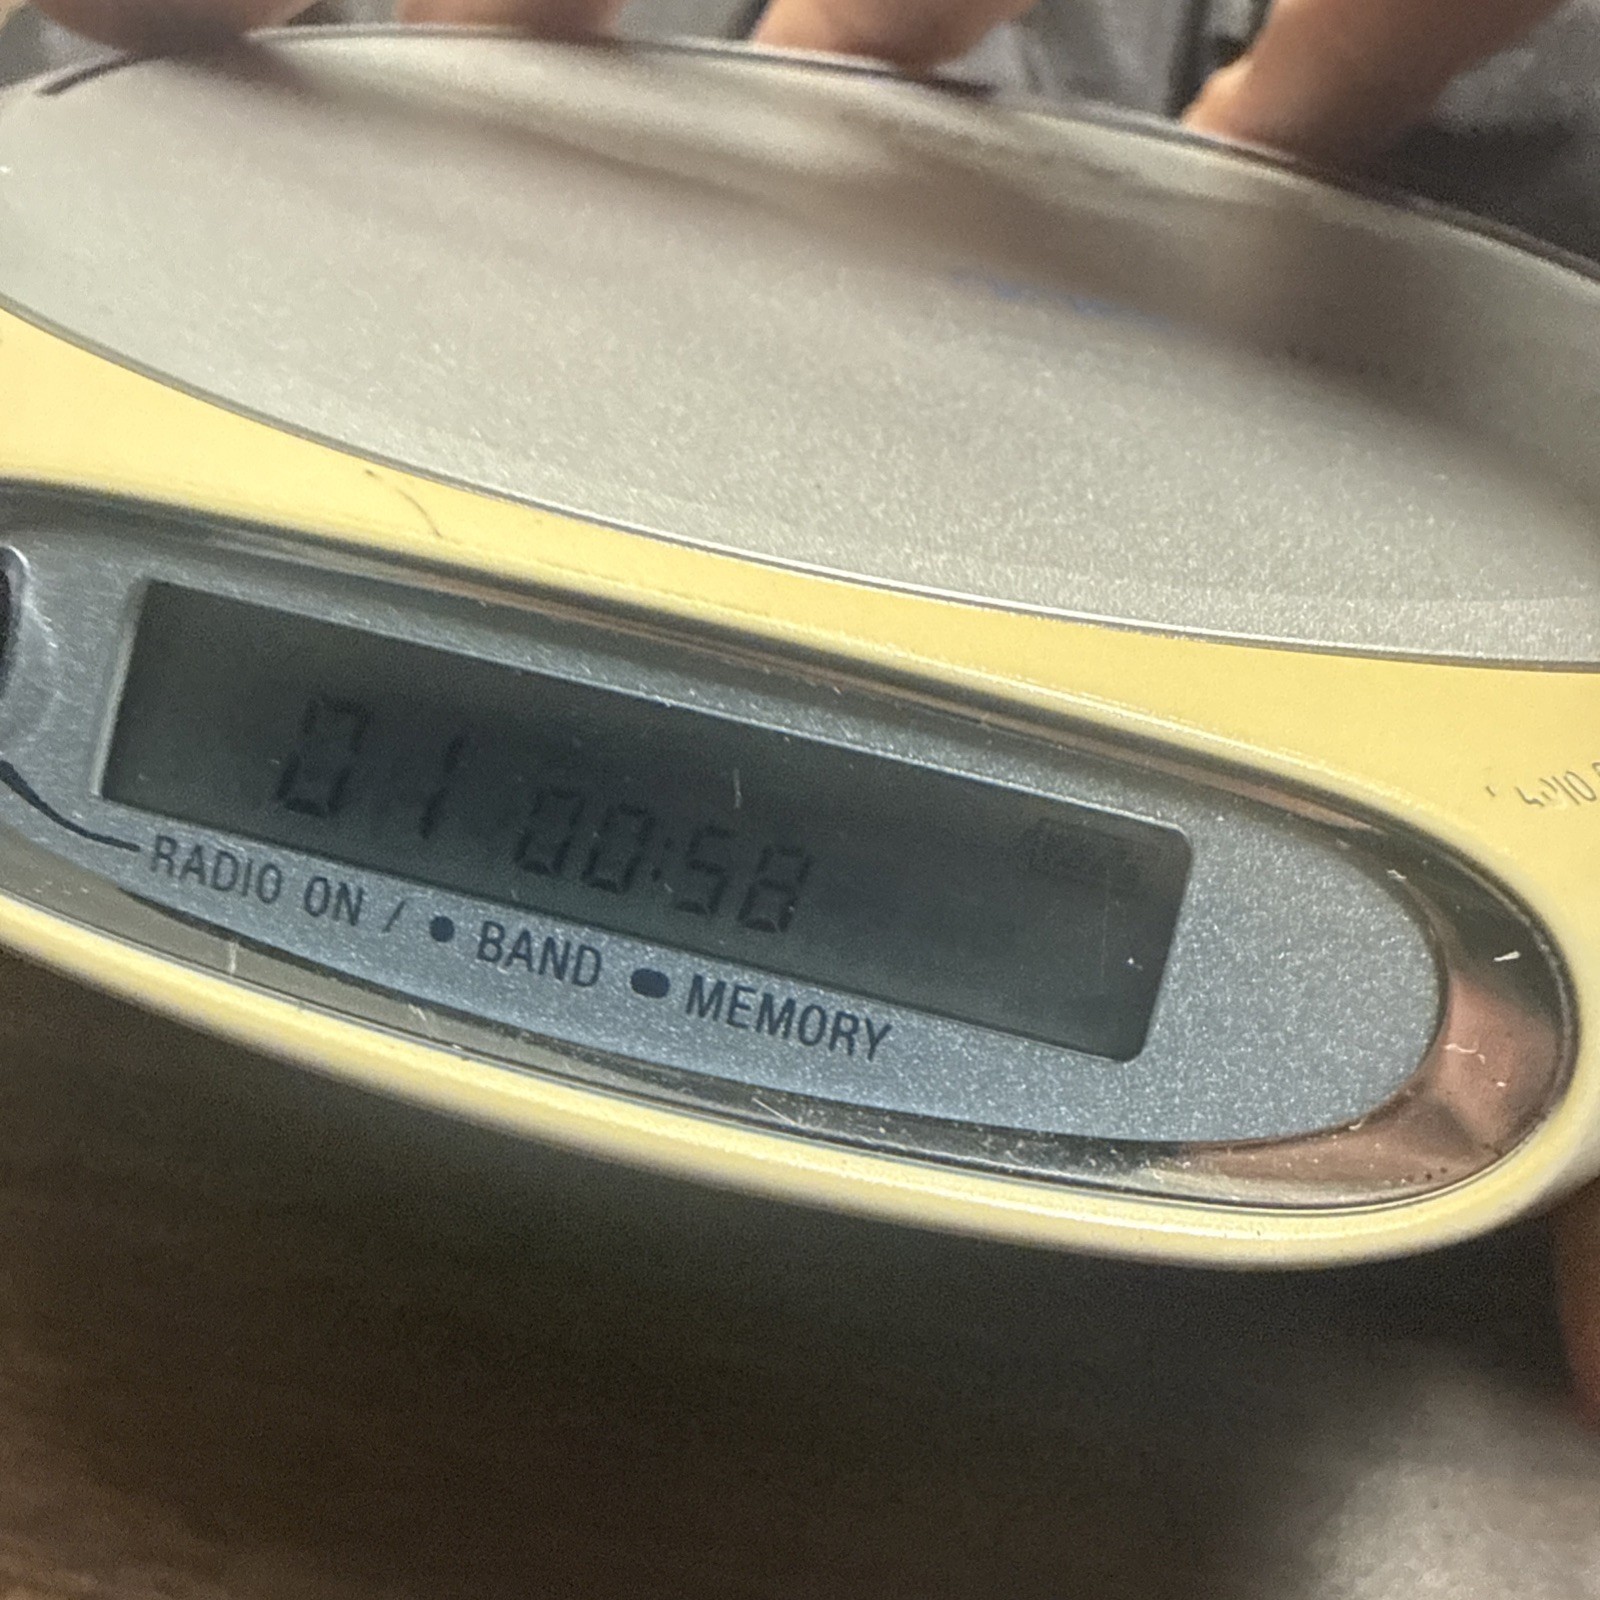 01 00:58
RADIO ON / • BAND • MEMORY